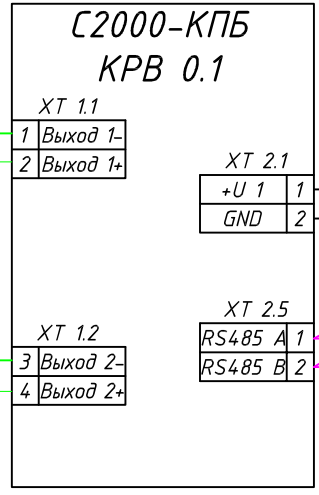 С2000-КПБ
КРВ 0.1
XT 1.1
1 Выход 1-
2 Выход 1+
XT 2.1
+U 1 1
GND 2
XT 1.2
3 Выход 2-
4 Выход 2+
XT 2.5
RS485 A 1
RS485 B 2